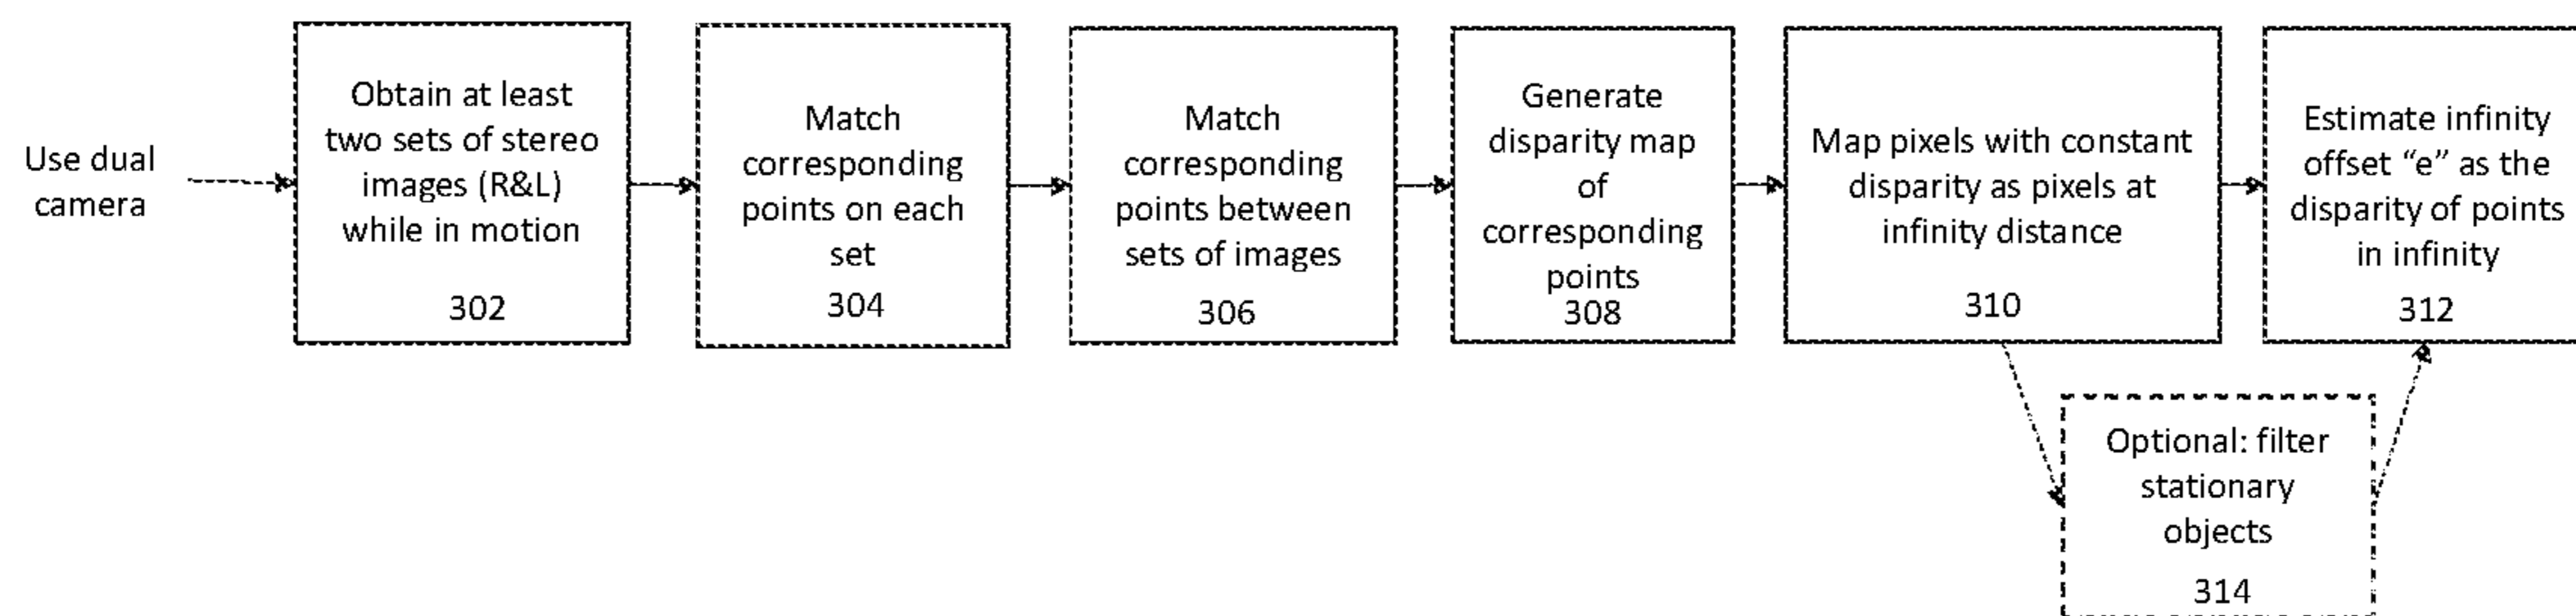 Use dual
camera
Obtain at least
two sets of stereo
images (R&L)
while in motion
302
Match
corresponding
points on each
set
304
Match
corresponding
points between
sets of images
306
Generate
disparity map
of
corresponding
points
308
Map pixels with constant
disparity as pixels at
infinity distance
310
Estimate infinity
offset “e” as the
disparity of points
in infinity
312
Optional: filter
stationary
objects
314